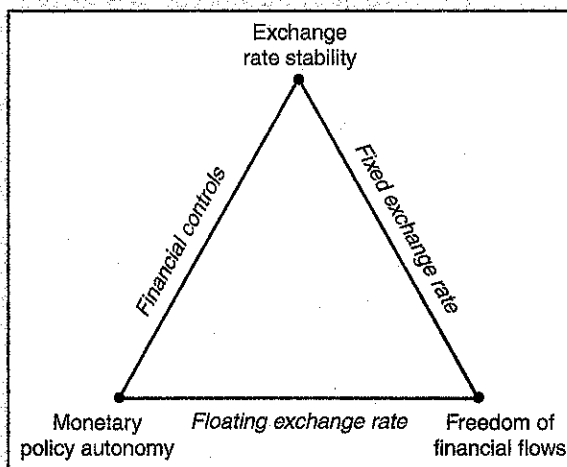 Exchange
rate stability
Financial controls
Fixed exchange rate
Monetary
policy autonomy
Floating exchange rate
Freedom of
financial flows